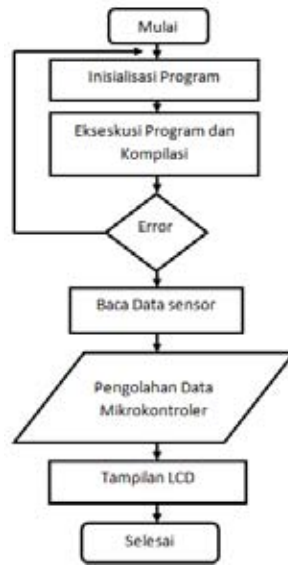 Mulai
Inisialisasi Program
Ekseskusi Program dan
Kompilasi
Error
Baca Data sensor
Pengolahan Data
Mikrokontroler
Tampilan LCD
Selesai